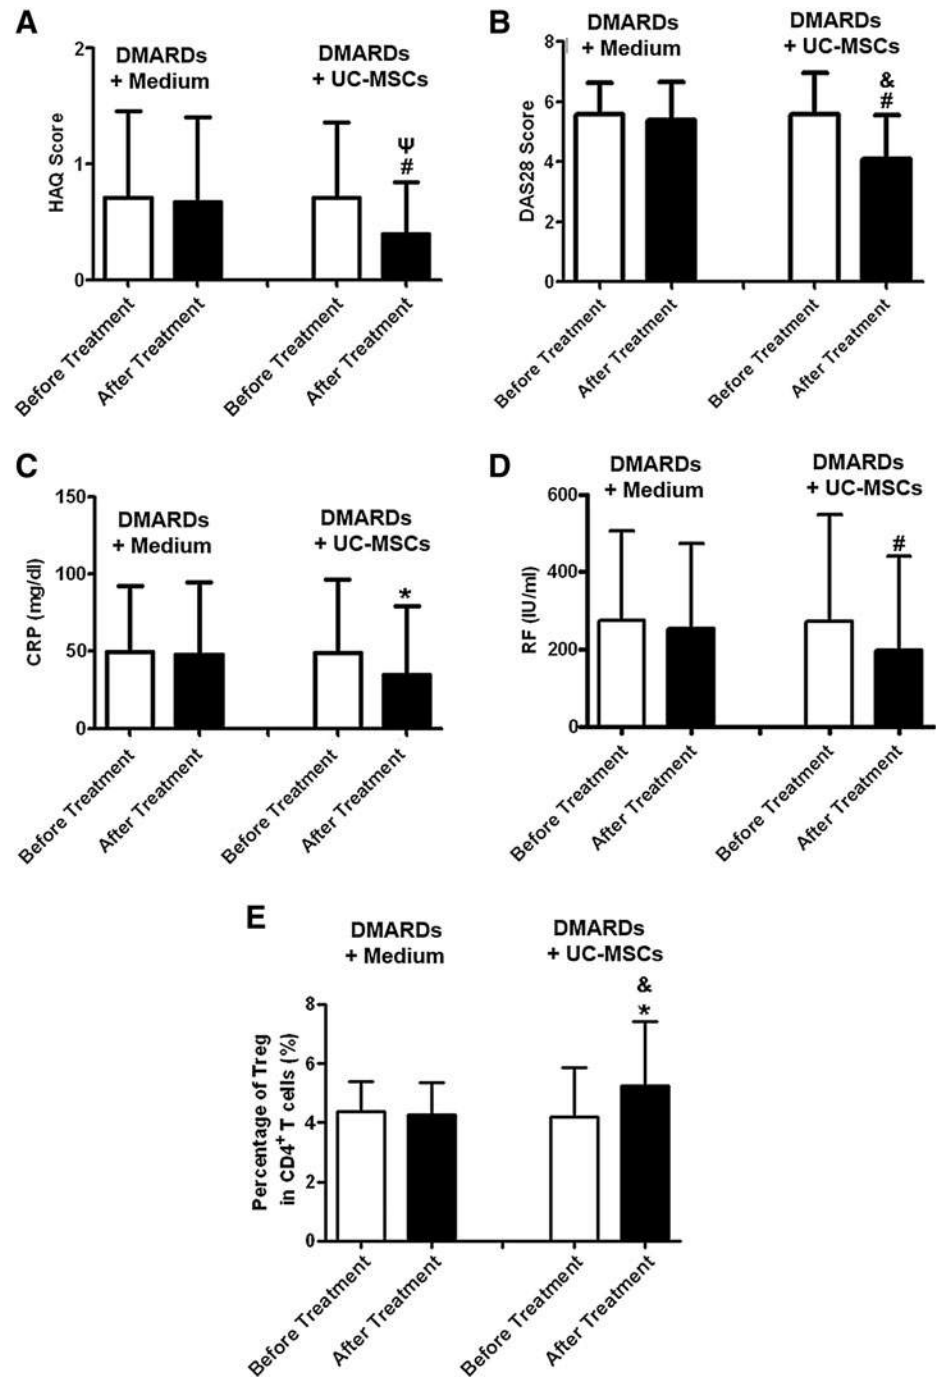 A
DMARDs
+ Medium
DMARDs
+ UC-MSCs
2
1
0
HAQ Score
Ψ
#
Before Treatment
After Treatment
Before Treatment
After Treatment
B
DMARDs
+ Medium
DMARDs
+ UC-MSCs
8
6
4
2
0
DAS28 Score
&
#
Before Treatment
After Treatment
Before Treatment
After Treatment
C
DMARDs
+ Medium
DMARDs
+ UC-MSCs
150
100
50
0
CRP (mg/dl)
*
Before Treatment
After Treatment
Before Treatment
After Treatment
D
DMARDs
+ Medium
DMARDs
+ UC-MSCs
600
400
200
0
RF (IU/ml)
#
Before Treatment
After Treatment
Before Treatment
After Treatment
E
DMARDs
+ Medium
DMARDs
+ UC-MSCs
8
6
4
2
0
Percentage of Treg
in CD4⁺ T cells (%)
&
*
Before Treatment
After Treatment
Before Treatment
After Treatment